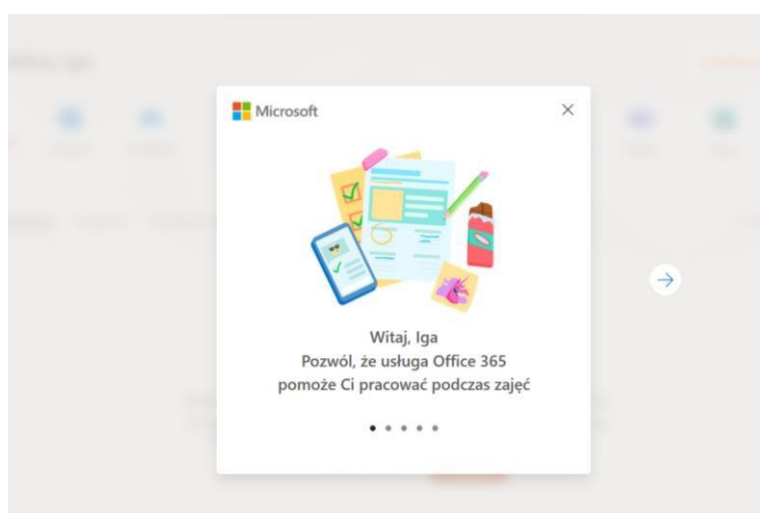 Microsoft
Witaj, Iga
Pozwól, że usługa Office 365
pomoże Ci pracować podczas zajęć